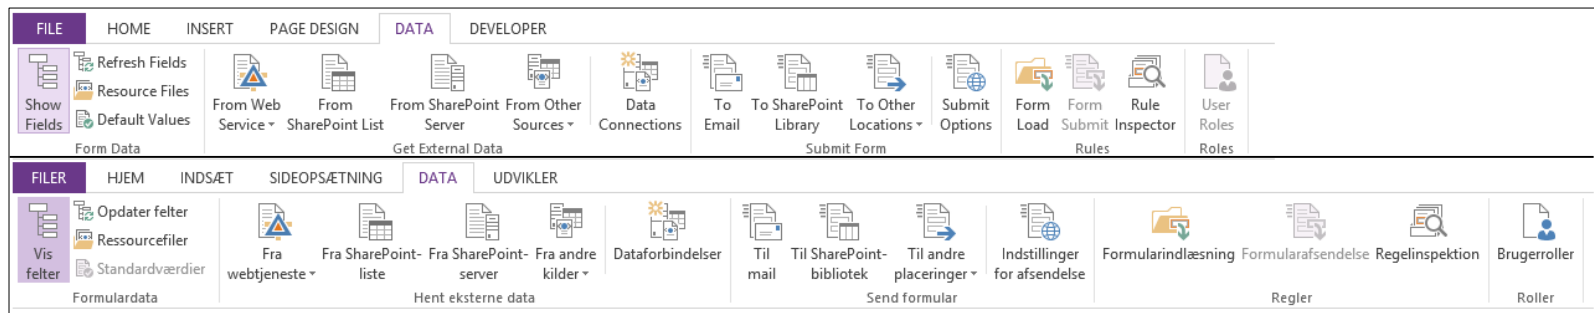 FILE HOME INSERT PAGE DESIGN DATA DEVELOPER
Show Fields
Refresh Fields
Resource Files
Default Values
From Web Service
From SharePoint List
From SharePoint Server
From Other Sources
Data Connections
To Email
To SharePoint Library
To Other Locations
Submit Options
Form Load
Form Submit
Rule Inspector
User Roles
Form Data Get External Data Submit Form Rules Roles
FILER HJEM INDSÆT SIDEOPSÆTNING DATA UDVIKLER
Vis felter
Opdater felter
Ressourcefiler
Standardværdier
Fra webtjeneste
Fra SharePoint-liste
Fra SharePoint-server
Fra andre kilder
Dataforbindelser
Til mail
Til SharePoint-bibliotek
Til andre placeringer
Indstillinger for afsendelse
Formularindlæsning
Formularafsendelse
Regelinspektion
Brugerroller
Formulardata Hent eksterne data Send formular Regler Roller